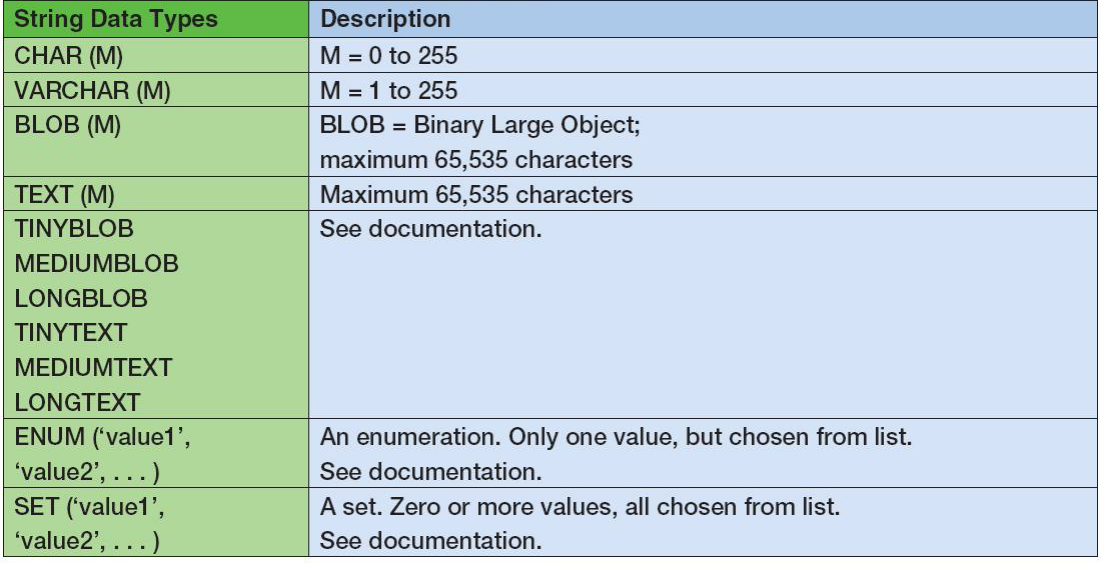 String Data Types Description
CHAR (M) M = 0 to 255
VARCHAR (M) M = 1 to 255
BLOB (M) BLOB = Binary Large Object;
maximum 65,535 characters
TEXT (M) Maximum 65,535 characters
TINYBLOB See documentation.
MEDIUMBLOB
LONGBLOB
TINYTEXT
MEDIUMTEXT
LONGTEXT
ENUM (‘value1’, An enumeration. Only one value, but chosen from list.
‘value2’, . . . ) See documentation.
SET (‘value1’, A set. Zero or more values, all chosen from list.
‘value2’, . . . ) See documentation.